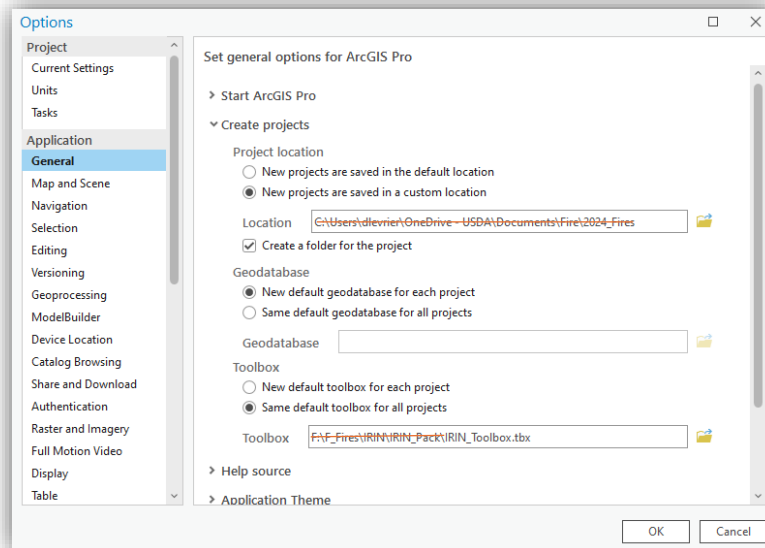 Options
Project
Current Settings
Units
Tasks
Application
General
Map and Scene
Navigation
Selection
Editing
Versioning
Geoprocessing
ModelBuilder
Device Location
Catalog Browsing
Share and Download
Authentication
Raster and Imagery
Full Motion Video
Display
Table
Set general options for ArcGIS Pro
Start ArcGIS Pro
Create projects
Project location
New projects are saved in the default location
New projects are saved in a custom location
Location C:\Users\dlevrier\OneDrive - USDA\Documents\Fire\2024_Fires
Create a folder for the project
Geodatabase
New default geodatabase for each project
Same default geodatabase for all projects
Geodatabase
Toolbox
New default toolbox for each project
Same default toolbox for all projects
Toolbox F:\F_Fires\IRIN\IRIN_Pack\IRIN_Toolbox.tbx
Help source
Application Theme
OK Cancel